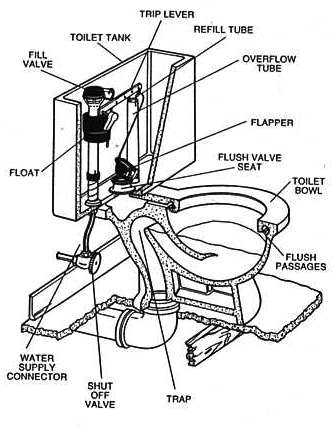 TRIP LEVER
REFILL TUBE
TOILET TANK
FILL
VALVE
OVERFLOW
TUBE
FLAPPER
FLOAT
FLUSH VALVE
SEAT
TOILET
BOWL
FLUSH
PASSAGES
WATER
SUPPLY
CONNECTOR
SHUT
OFF
VALVE
TRAP